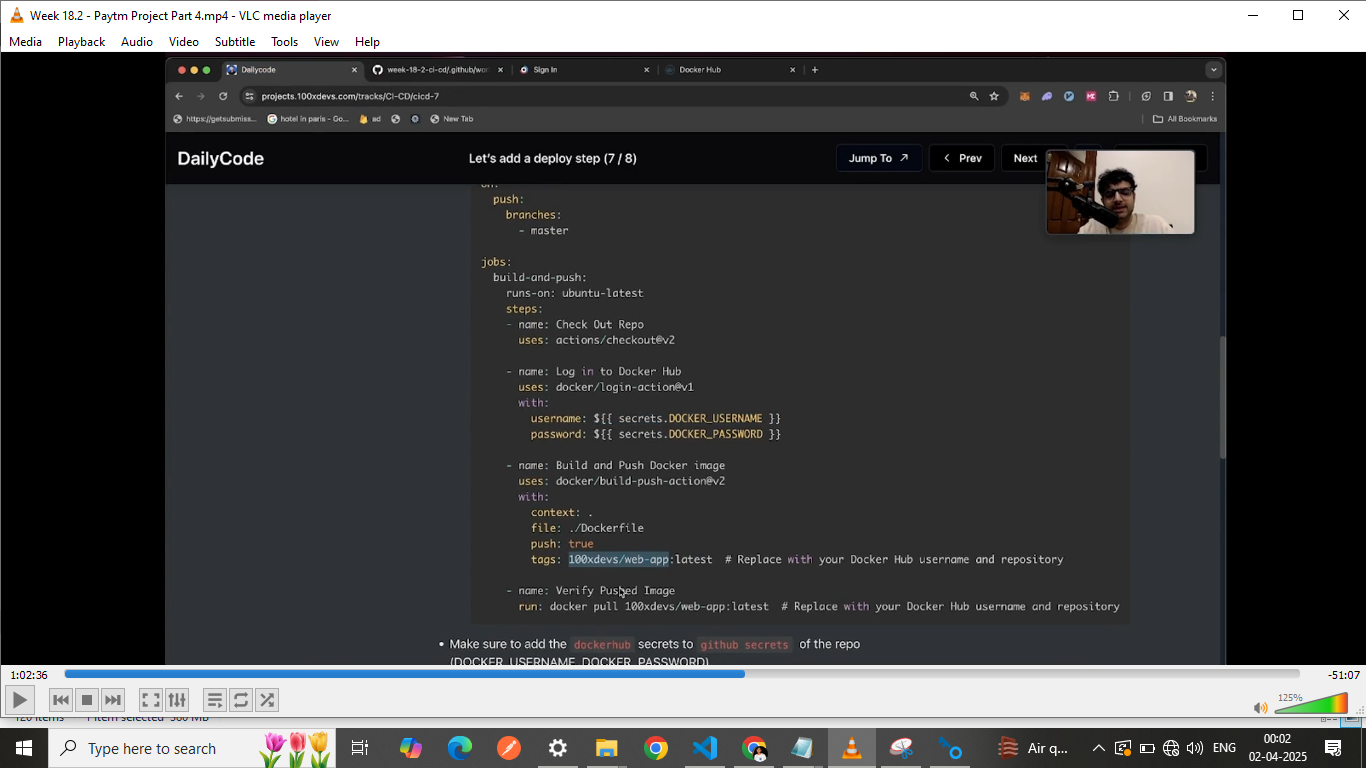 Week 18.2 - Paytm Project Part 4.mp4 - VLC media player
Media Playback Audio Video Subtitle Tools View Help
Dailycode week-18-2-ci-cd/.github/wor Sign In Docker Hub
projects.100xdevs.com/tracks/CI-CD/cicd-7
https://getsubmiss... hotel in paris - Go... ad New Tab All Bookmarks
DailyCode Let's add a deploy step (7 / 8) Jump To Prev Next
on:
push:
branches:
- master
jobs:
build-and-push:
runs-on: ubuntu-latest
steps:
- name: Check Out Repo
uses: actions/checkout@v2
- name: Log in to Docker Hub
uses: docker/login-action@v1
with:
username: ${{ secrets.DOCKER_USERNAME }}
password: ${{ secrets.DOCKER_PASSWORD }}
- name: Build and Push Docker image
uses: docker/build-push-action@v2
with:
context: .
file: ./Dockerfile
push: true
tags: 100xdevs/web-app:latest # Replace with your Docker Hub username and repository
- name: Verify Pushed Image
run: docker pull 100xdevs/web-app:latest # Replace with your Docker Hub username and repository
• Make sure to add the dockerhub secrets to github secrets of the repo
(DOCKER_USERNAME, DOCKER_PASSWORD)
1:02:36 -51:07
125%
120 items 1 item selected 380 MB
Type here to search Air q... ENG 00:02
02-04-2025